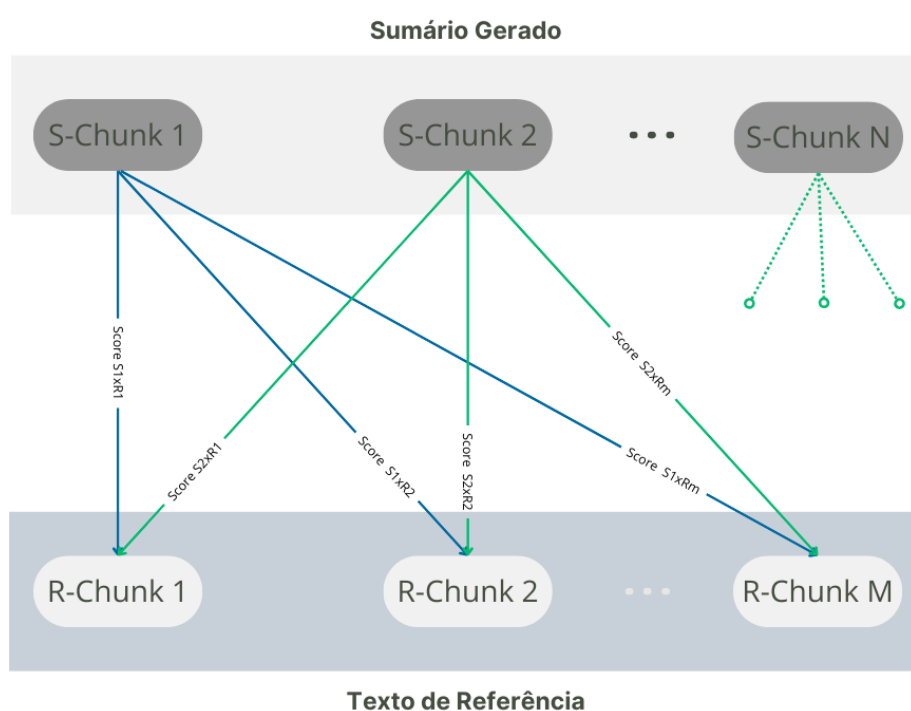 Sumário Gerado
S-Chunk 1
S-Chunk 2
...
S-Chunk N
Score S1xR1
Score S2xR1
Score S1xR2
Score S2xR2
Score S2xRm
Score S1xRm
R-Chunk 1
R-Chunk 2
...
R-Chunk M
Texto de Referência